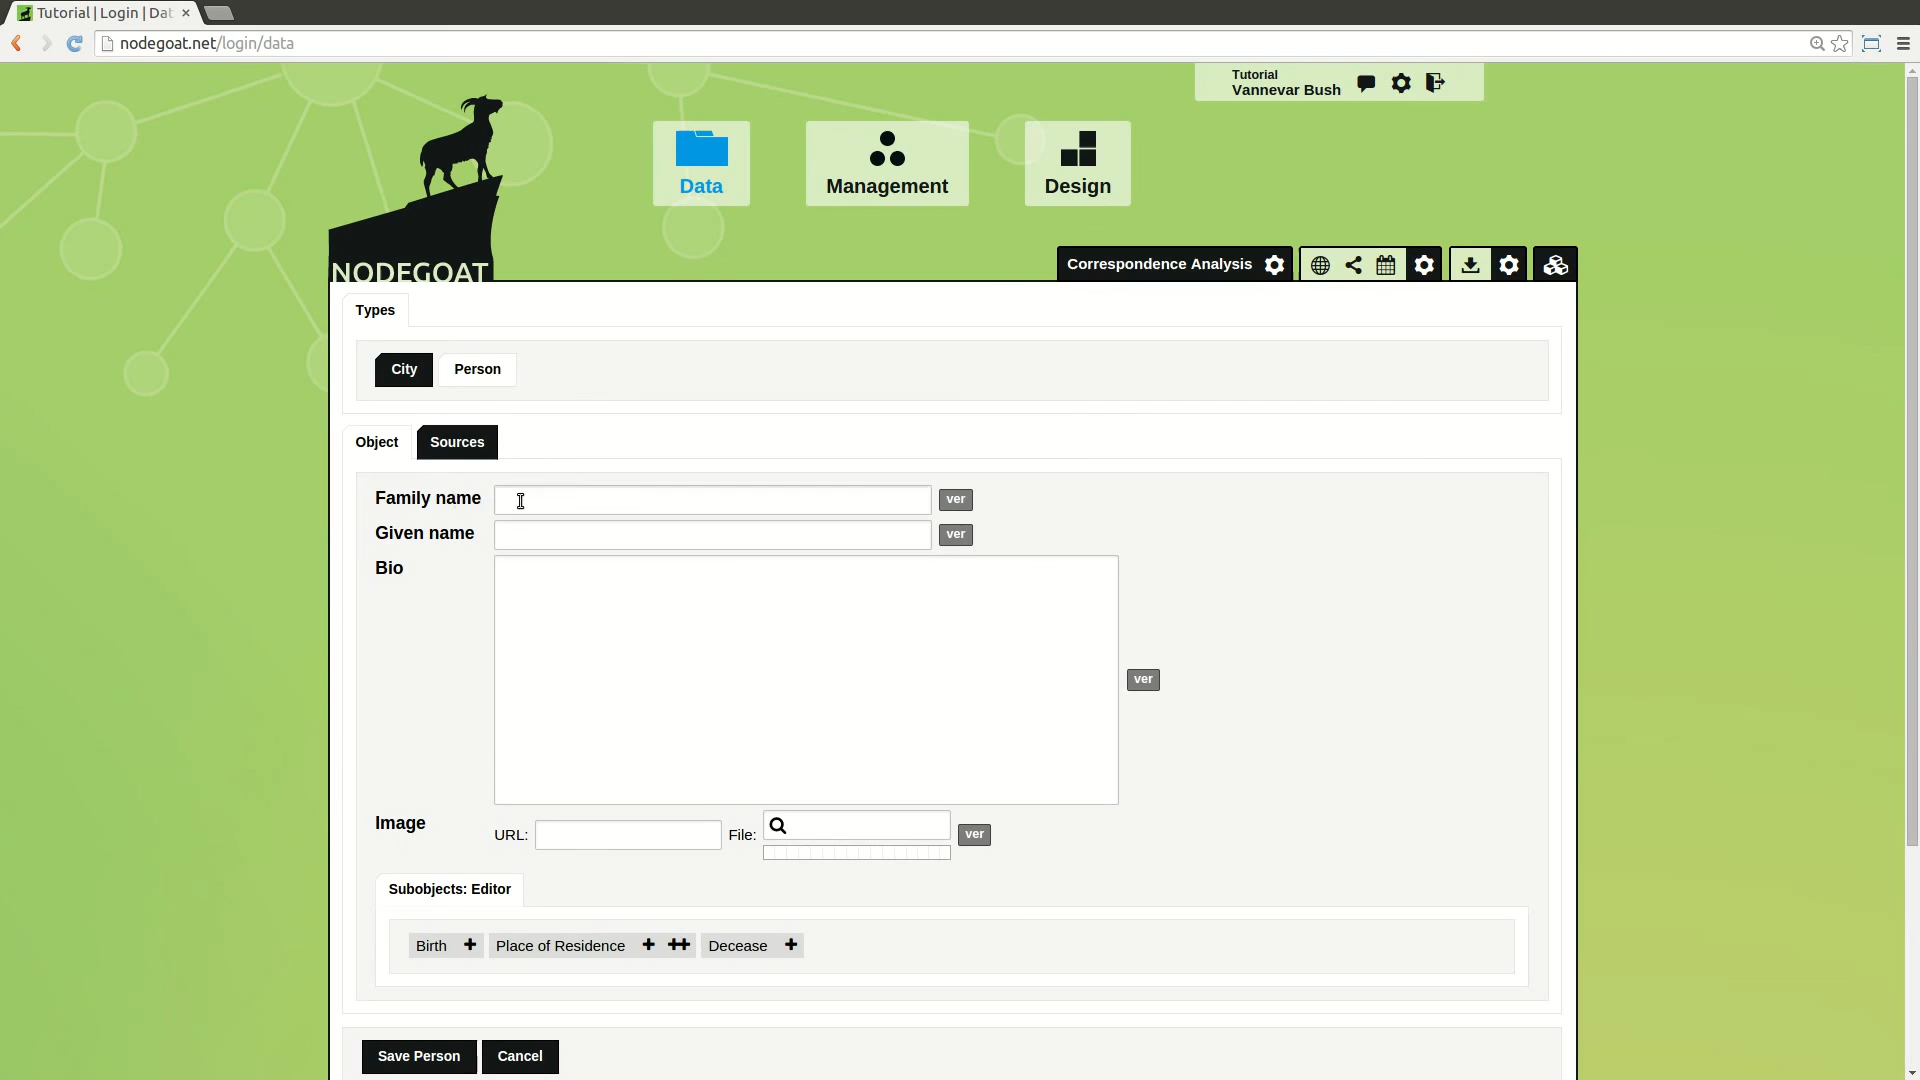 Tutorial | Login | Dat
nodegoat.net/login/data
Tutorial
Vannevar Bush
Data
Management
Design
NODEGOAT
Correspondence Analysis
Types
City
Person
Object
Sources
Family name
ver
Given name
ver
Bio
ver
Image
URL:
File:
ver
Subobjects: Editor
Birth
Place of Residence
Decease
Save Person
Cancel